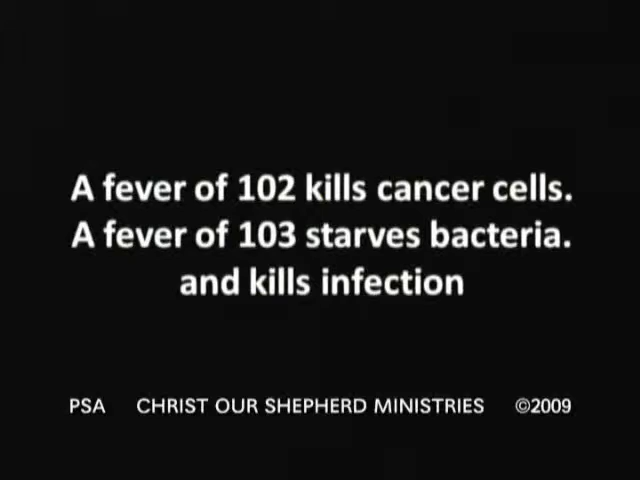 A fever of 102 kills cancer cells.
A fever of 103 starves bacteria.
and kills infection
PSA CHRIST OUR SHEPHERD MINISTRIES ©2009